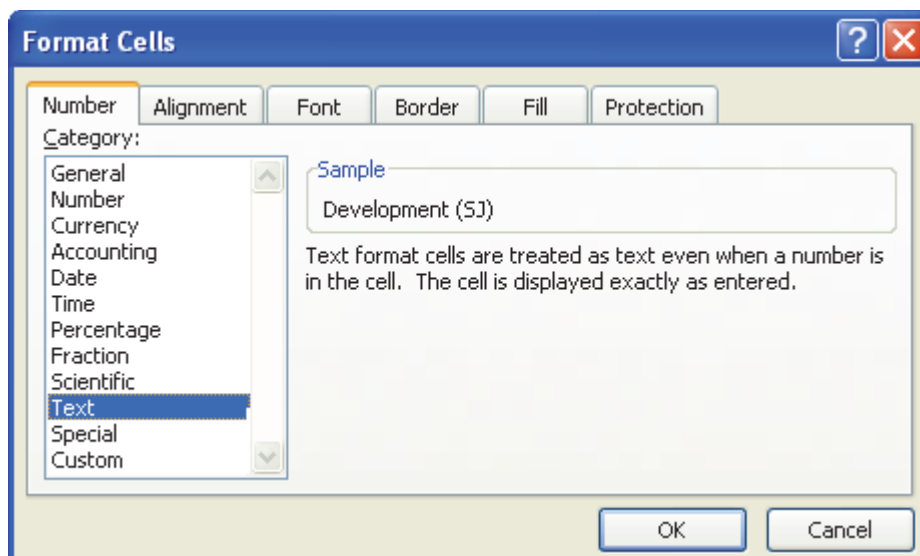 Format Cells
Number Alignment Font Border Fill Protection
Category:
General
Number
Currency
Accounting
Date
Time
Percentage
Fraction
Scientific
Text
Special
Custom
Sample
Development (SJ)
Text format cells are treated as text even when a number is
in the cell. The cell is displayed exactly as entered.
OK Cancel